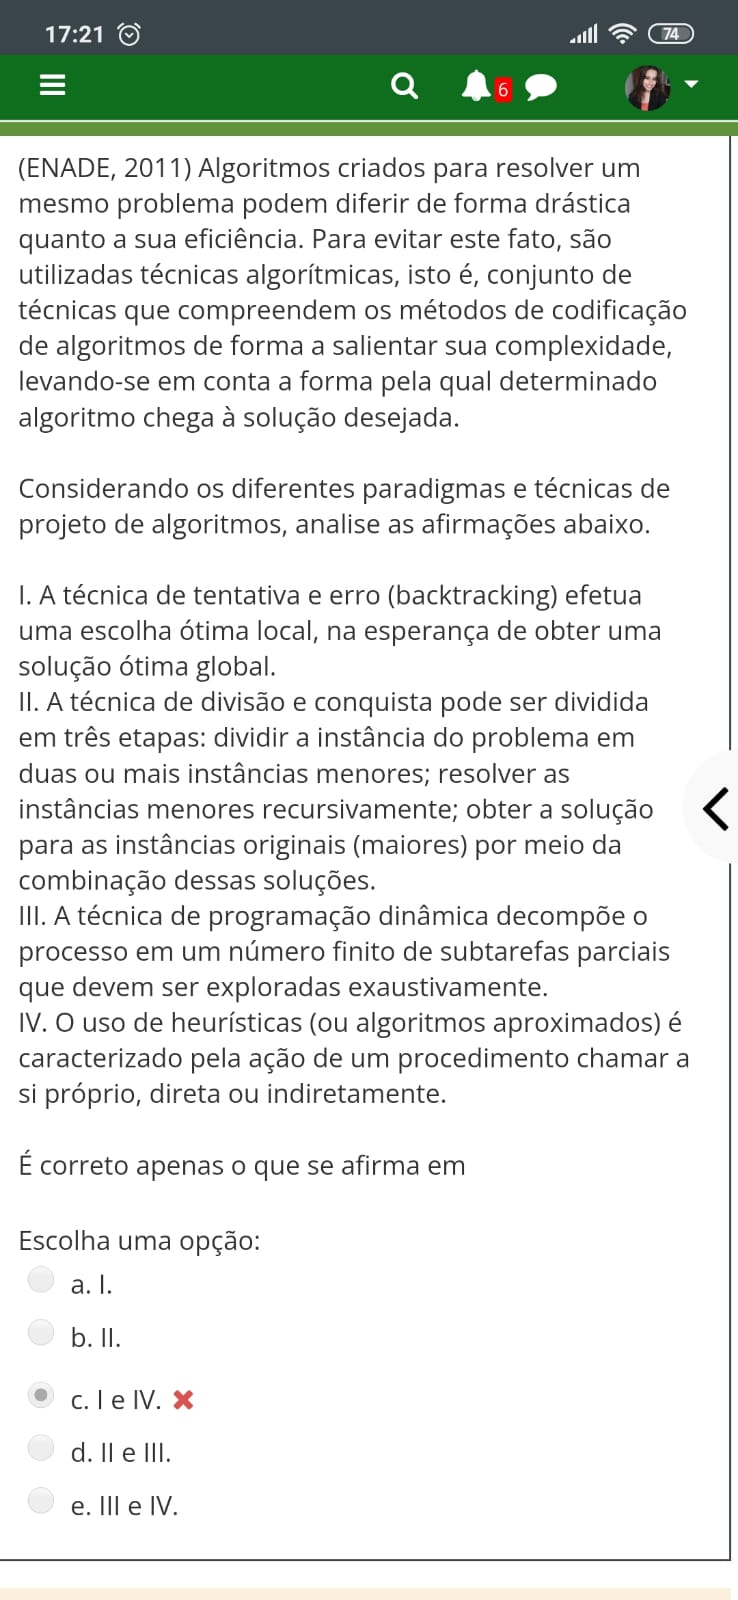 17:21
74
6
(ENADE, 2011) Algoritmos criados para resolver um
mesmo problema podem diferir de forma drástica
quanto a sua eficiência. Para evitar este fato, são
utilizadas técnicas algorítmicas, isto é, conjunto de
técnicas que compreendem os métodos de codificação
de algoritmos de forma a salientar sua complexidade,
levando-se em conta a forma pela qual determinado
algoritmo chega à solução desejada.
Considerando os diferentes paradigmas e técnicas de
projeto de algoritmos, analise as afirmações abaixo.
I. A técnica de tentativa e erro (backtracking) efetua
uma escolha ótima local, na esperança de obter uma
solução ótima global.
II. A técnica de divisão e conquista pode ser dividida
em três etapas: dividir a instância do problema em
duas ou mais instâncias menores; resolver as
instâncias menores recursivamente; obter a solução
para as instâncias originais (maiores) por meio da
combinação dessas soluções.
III. A técnica de programação dinâmica decompõe o
processo em um número finito de subtarefas parciais
que devem ser exploradas exaustivamente.
IV. O uso de heurísticas (ou algoritmos aproximados) é
caracterizado pela ação de um procedimento chamar a
si próprio, direta ou indiretamente.
É correto apenas o que se afirma em
Escolha uma opção:
a. I.
b. II.
c. I e IV.
d. II e III.
e. III e IV.